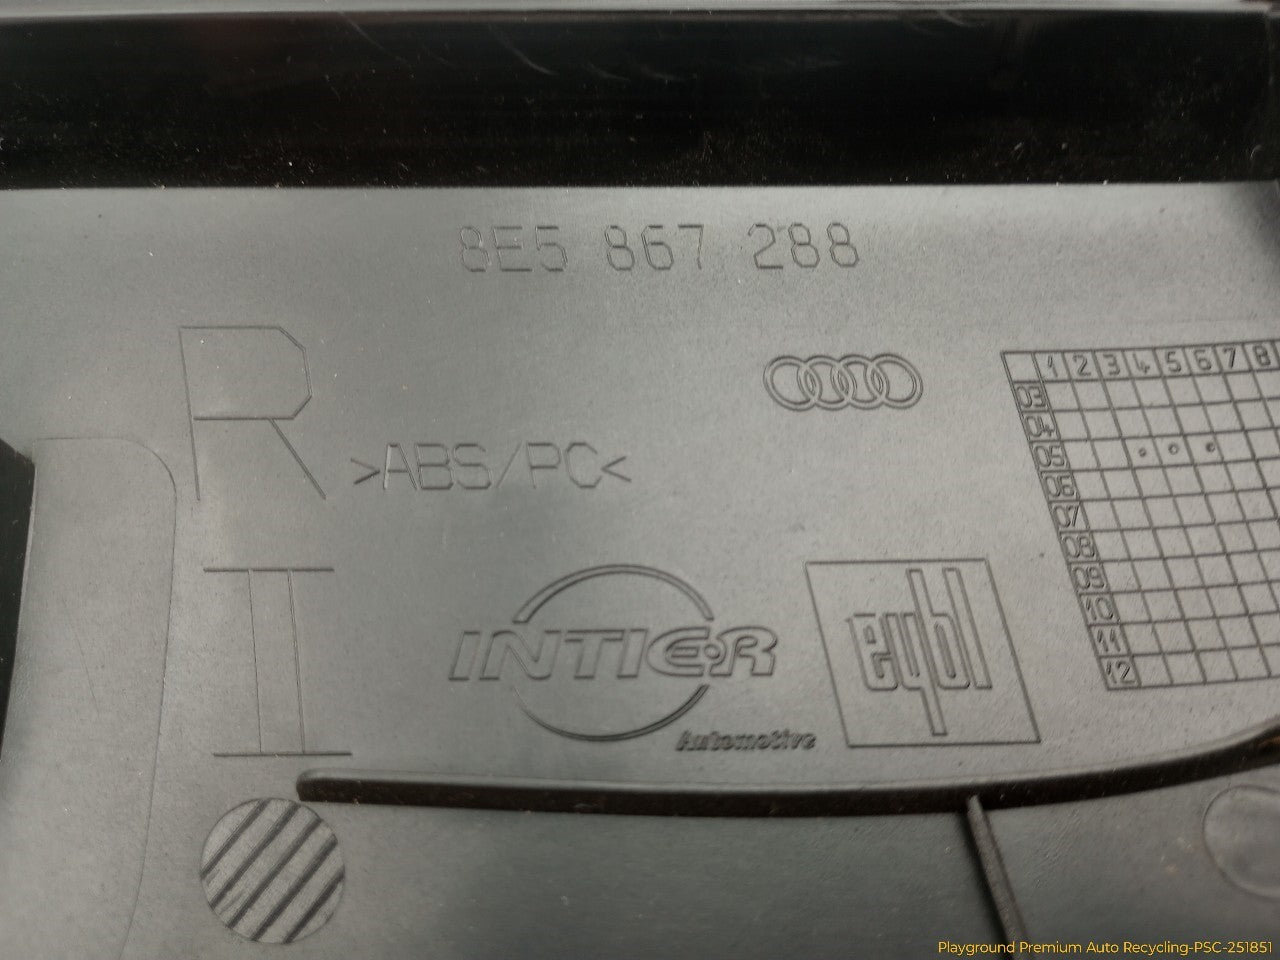 8E5 867 288
R
>ABS/PC<
II
INTIER
Automotive
eybl
1 2 3 4 5 6 7 8
03
04
05
06
07
08
09
10
11
12
Playground Premium Auto Recycling-PSC-251851